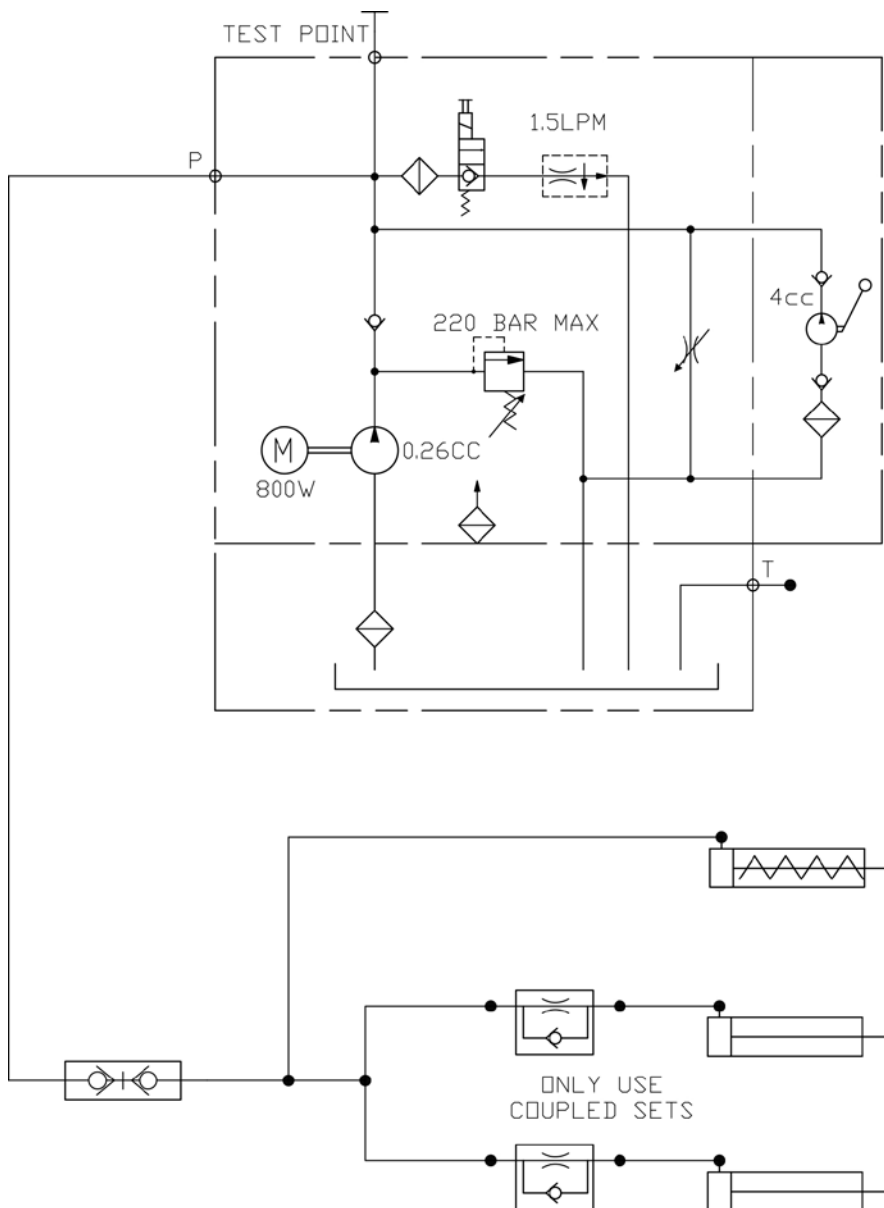 TEST POINT
1.5LPM
P
4cc
220 BAR MAX
M
0.26CC
800W
T
ONLY USE
COUPLED SETS